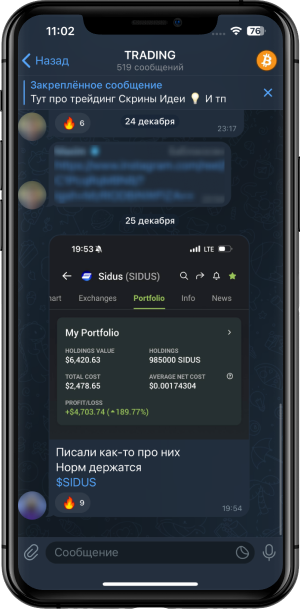 11:02
76
Назад
TRADING
519 сообщений
Закреплённое сообщение
Тут про трейдинг Скрины Идеи 💡 И тп
🔥 6
24 декабря
23:17
25 декабря
19:53
LTE
Sidus (SIDUS)
hart Exchanges Portfolio Info News
My Portfolio
HOLDINGS VALUE HOLDINGS
$6,420.63 985000 SIDUS
TOTAL COST AVERAGE NET COST
$2,478.65 $0.00174304
PROFIT/LOSS
+$4,703.74 (189.77%)
Писали как-то про них
Норм держатся
$SIDUS
🔥 9
19:54
Сообщение